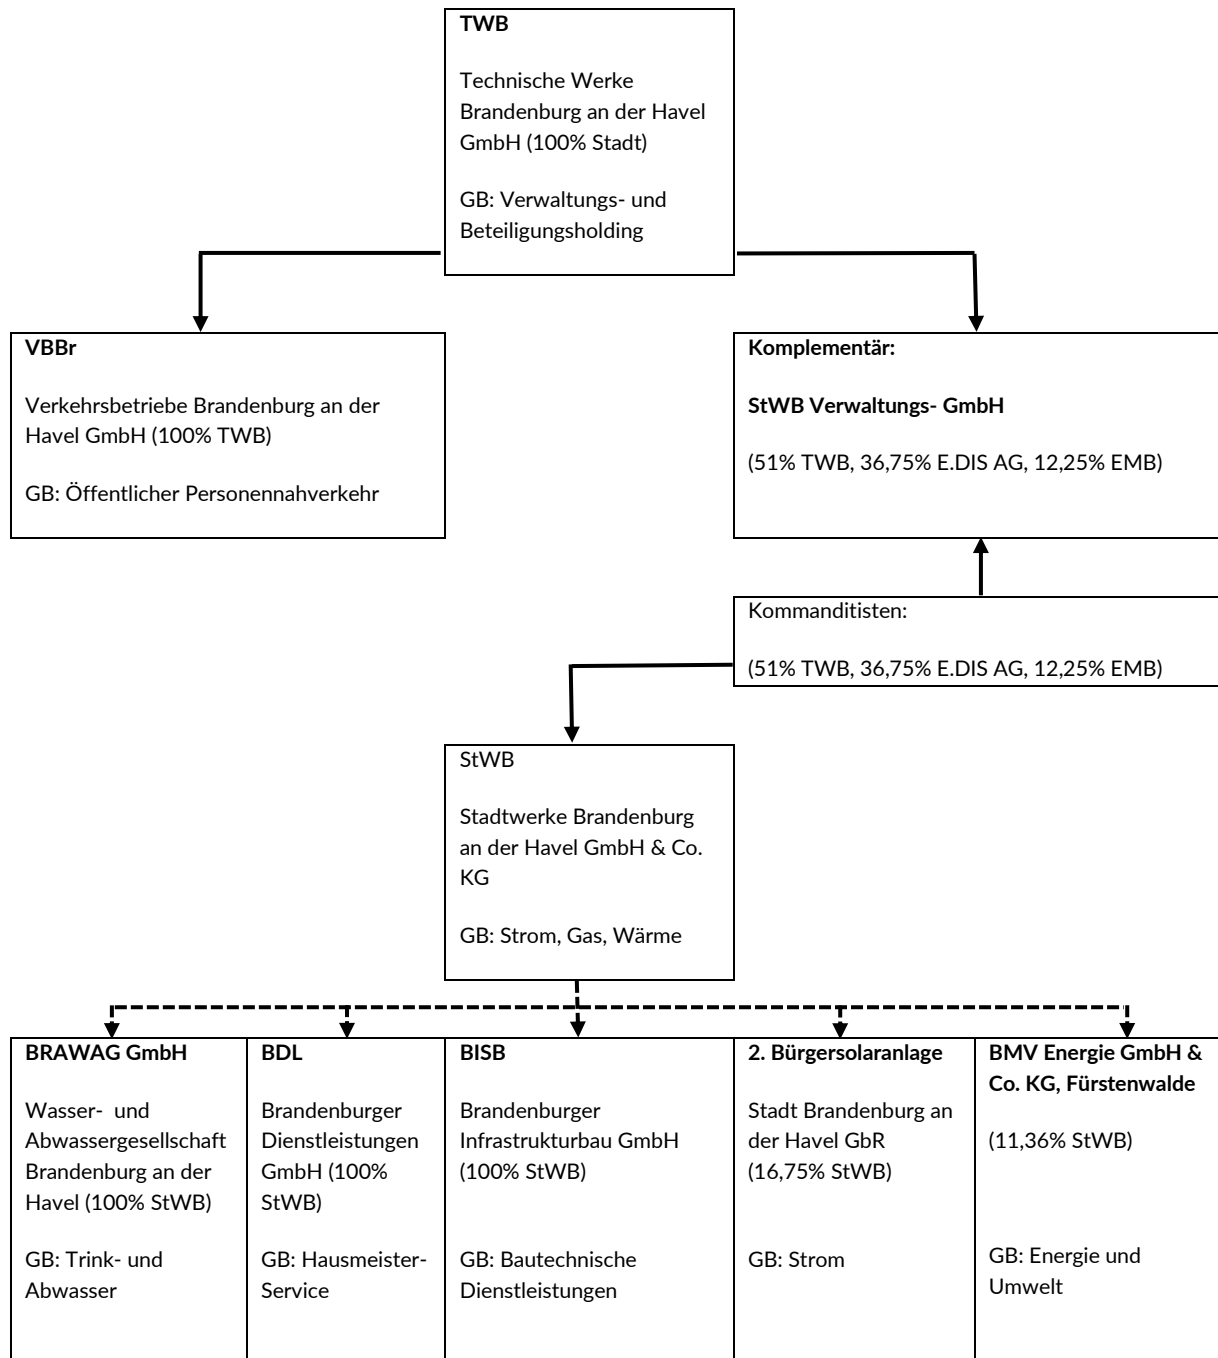 TWB
Technische Werke
Brandenburg an der Havel
GmbH (100% Stadt)
GB: Verwaltungs- und
Beteiligungsholding
VBBr
Verkehrsbetriebe Brandenburg an der
Havel GmbH (100% TWB)
GB: Öffentlicher Personennahverkehr
Komplementär:
StWB Verwaltungs- GmbH
(51% TWB, 36,75% E.DIS AG, 12,25% EMB)
Kommanditisten:
(51% TWB, 36,75% E.DIS AG, 12,25% EMB)
StWB
Stadtwerke Brandenburg
an der Havel GmbH & Co.
KG
GB: Strom, Gas, Wärme
BRAWAG GmbH
Wasser- und
Abwassergesellschaft
Brandenburg an der
Havel (100% StWB)
GB: Trink- und
Abwasser
BDL
Brandenburger
Dienstleistungen
GmbH (100%
StWB)
GB: Hausmeister-
Service
BISB
Brandenburger
Infrastrukturbau GmbH
(100% StWB)
GB: Bautechnische
Dienstleistungen
2. Bürgersolaranlage
Stadt Brandenburg an
der Havel GbR
(16,75% StWB)
GB: Strom
BMV Energie GmbH &
Co. KG, Fürstenwalde
(11,36% StWB)
GB: Energie und
Umwelt